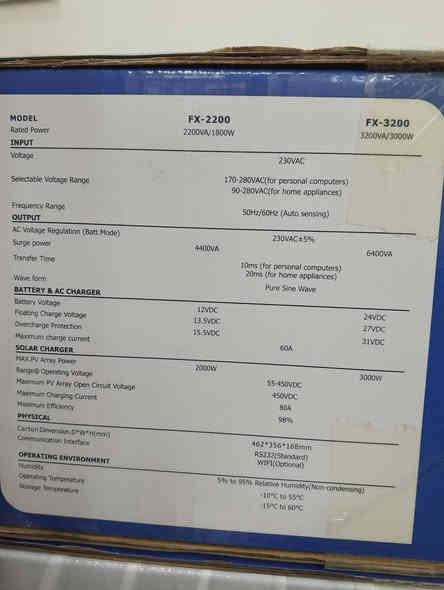 MODEL FX-2200 FX-3200
Rated Power 2200VA/1800W 3200VA/3000W
INPUT
Voltage 230VAC
Selectable Voltage Range 170-280VAC(for personal computers)
90-280VAC(for home appliances)
Frequency Range 50Hz/60Hz (Auto sensing)
OUTPUT
AC Voltage Regulation (Batt.Mode) 230VAC±5%
Surge power 4400VA 6400VA
Transfer Time 10ms (for personal computers)
20ms (for home appliances)
Wave form Pure Sine Wave
BATTERY & AC CHARGER
Battery Voltage 12VDC 24VDC
Floating Charge Voltage 13.5VDC 27VDC
Overcharge Protection 15.5VDC 31VDC
Maximum charge current 60A
SOLAR CHARGER
MAX.PV Array Power 2000W 3000W
Range@ Operating Voltage 55-450VDC
Maximum PV Array Open Circuit Voltage 450VDC
Maximum Charging Current 80A
Maximum Efficiency 98%
PHYSICAL
Carton Dimension,D*W*H(mm) 462*356*168mm
Communication Interface RS232(Standard)
WIFI(Optional)
OPERATING ENVIRONMENT
Humidity 5% to 95% Relative Humidity(Non-condensing)
Operating Temperature -10°C to 55°C
Storage Temperature -15°C to 60°C